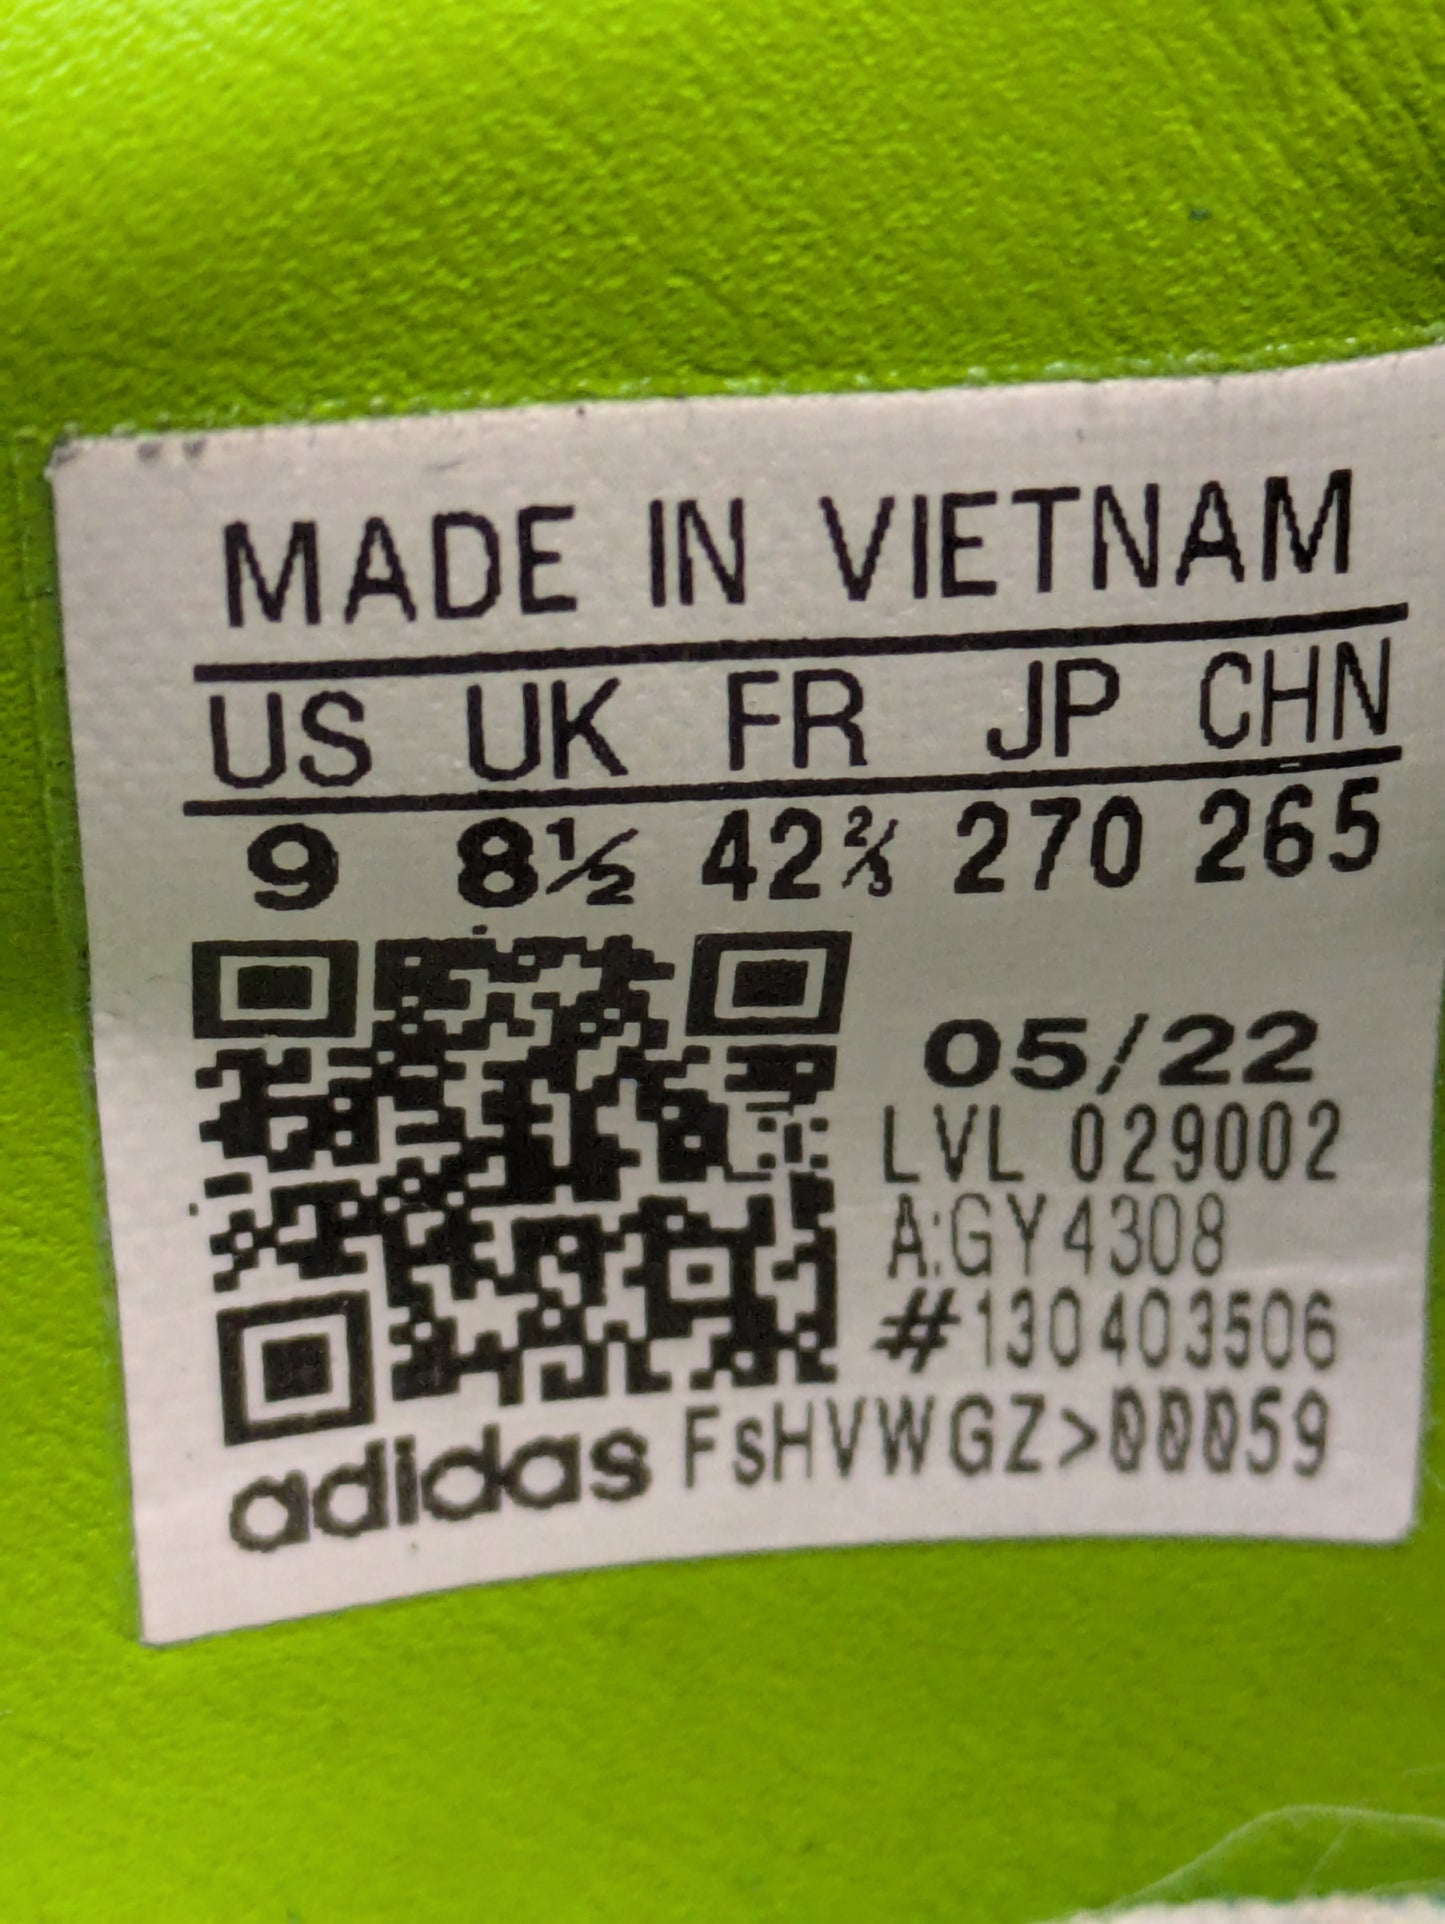 MADE IN VIETNAM
US UK FR JP CHN
9 8½ 42⅔ 270 265
05/22
LVL 029002
A:GY4308
#130403506
adidas FsHVWGZ>00059